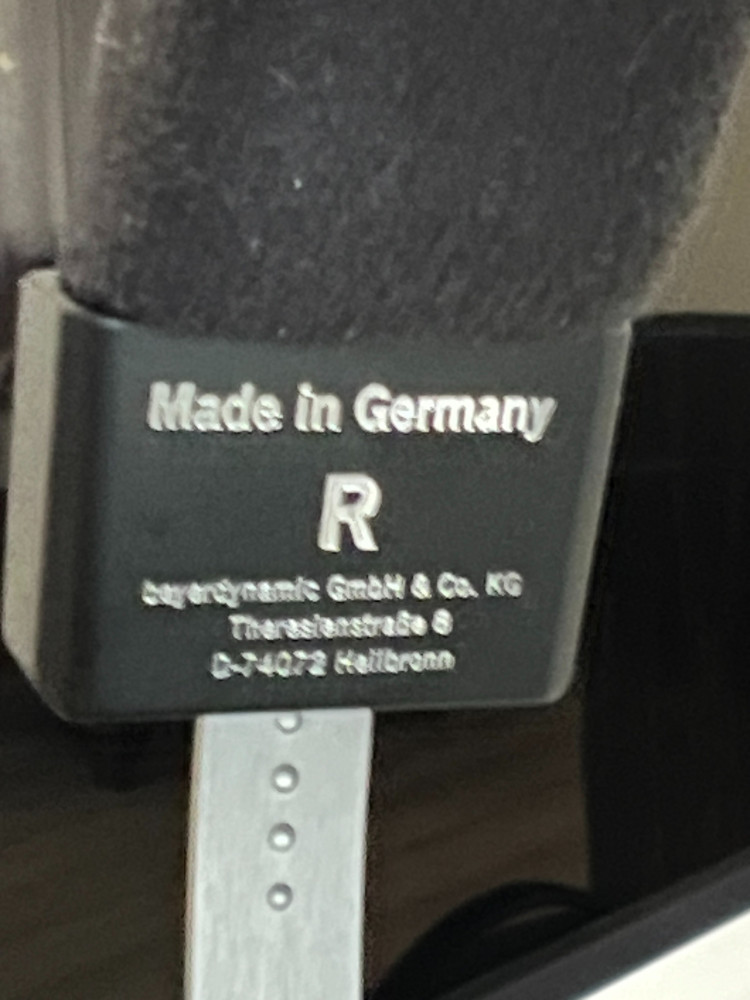 Made in Germany
R
beyerdynamic GmbH & Co. KG
Theresienstraße 8
D-74072 Heilbronn